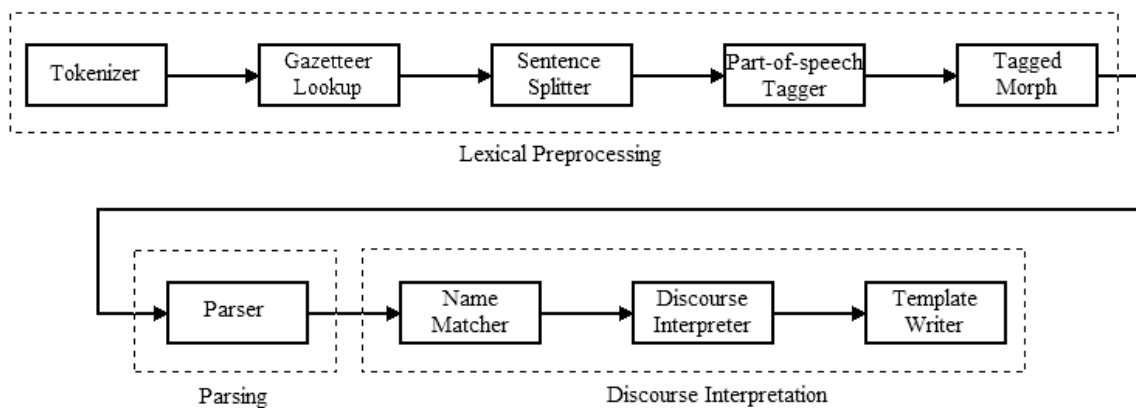 Tokenizer
Gazetteer
Lookup
Sentence
Splitter
Part-of-speech
Tagger
Tagged
Morph
Lexical Preprocessing
Parser
Name
Matcher
Discourse
Interpreter
Template
Writer
Parsing
Discourse Interpretation